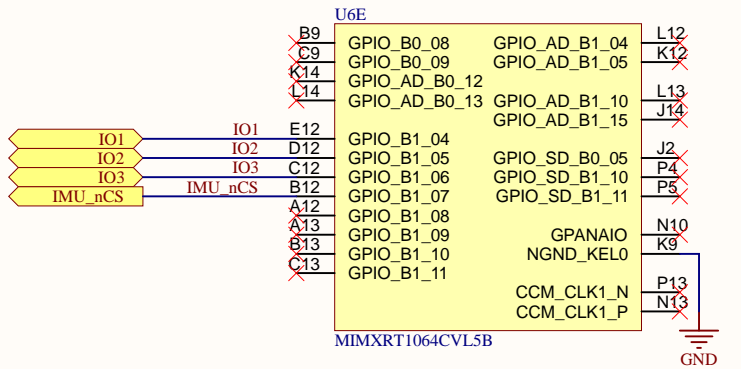 U6E
B9 GPIO_B0_08 GPIO_AD_B1_04 L12
C9 GPIO_B0_09 GPIO_AD_B1_05 K12
K14 GPIO_AD_B0_12
L14 GPIO_AD_B0_13 GPIO_AD_B1_10 L13
GPIO_AD_B1_15 J14
IO1 IO1 E12 GPIO_B1_04
IO2 IO2 D12 GPIO_B1_05 GPIO_SD_B0_05 J2
IO3 IO3 C12 GPIO_B1_06 GPIO_SD_B1_10 P4
IMU_nCS IMU_nCS B12 GPIO_B1_07 GPIO_SD_B1_11 P5
A12 GPIO_B1_08
A13 GPIO_B1_09 GPANAIO N10
B13 GPIO_B1_10 NGND_KEL0 K9
C13 GPIO_B1_11
CCM_CLK1_N P13
CCM_CLK1_P N13
MIMXRT1064CVL5B
GND